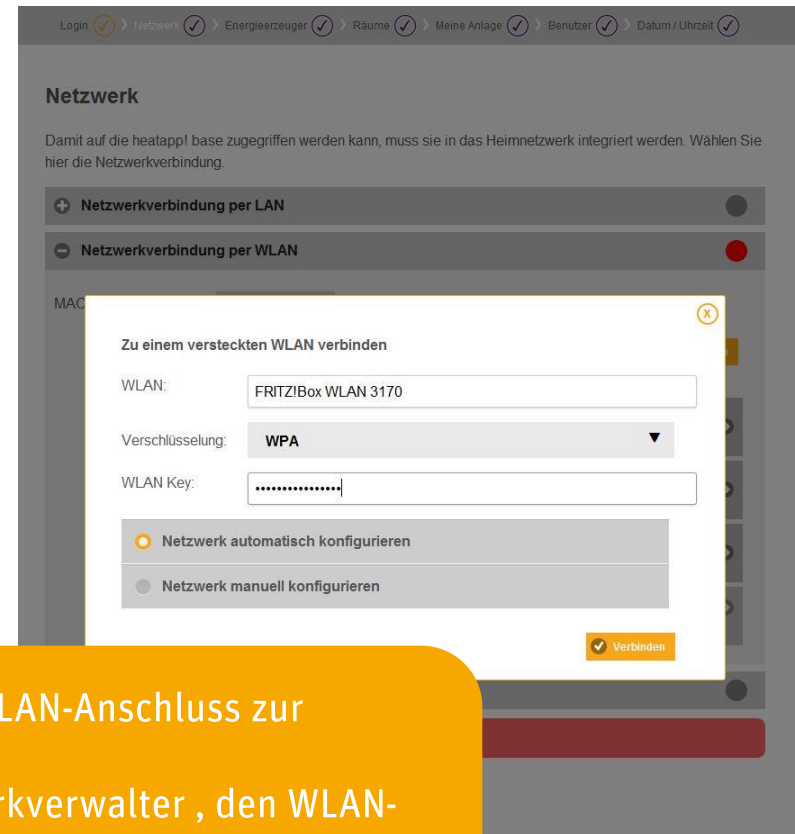 Login Netzwerk Energieerzeuger Räume Meine Anlage Benutzer Datum / Uhrzeit
Netzwerk
Damit auf die heatapp! base zugegriffen werden kann, muss sie in das Heimnetzwerk integriert werden. Wählen Sie
hier die Netzwerkverbindung.
Netzwerkverbindung per LAN
Netzwerkverbindung per WLAN
MAC
X
Zu einem versteckten WLAN verbinden
WLAN: FRITZ!Box WLAN 3170
Verschlüsselung: WPA
WLAN Key: ••••••••••••••••
Netzwerk automatisch konfigurieren
Netzwerk manuell konfigurieren
Verbinden
LAN-Anschluss zur
rkverwalter , den WLAN-